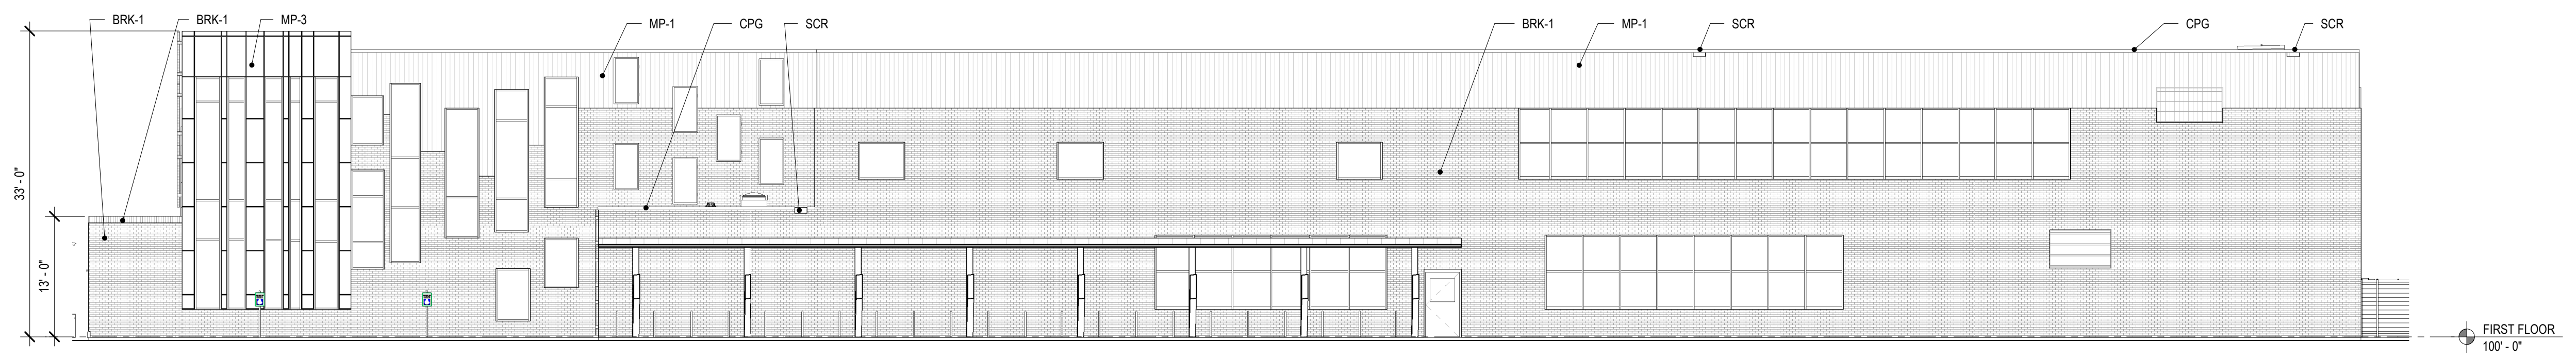 BRK-1
BRK-1
MP-3
MP-1
CPG
SCR
BRK-1
MP-1
SCR
CPG
SCR
33' - 0"
13' - 0"
FIRST FLOOR
100' - 0"